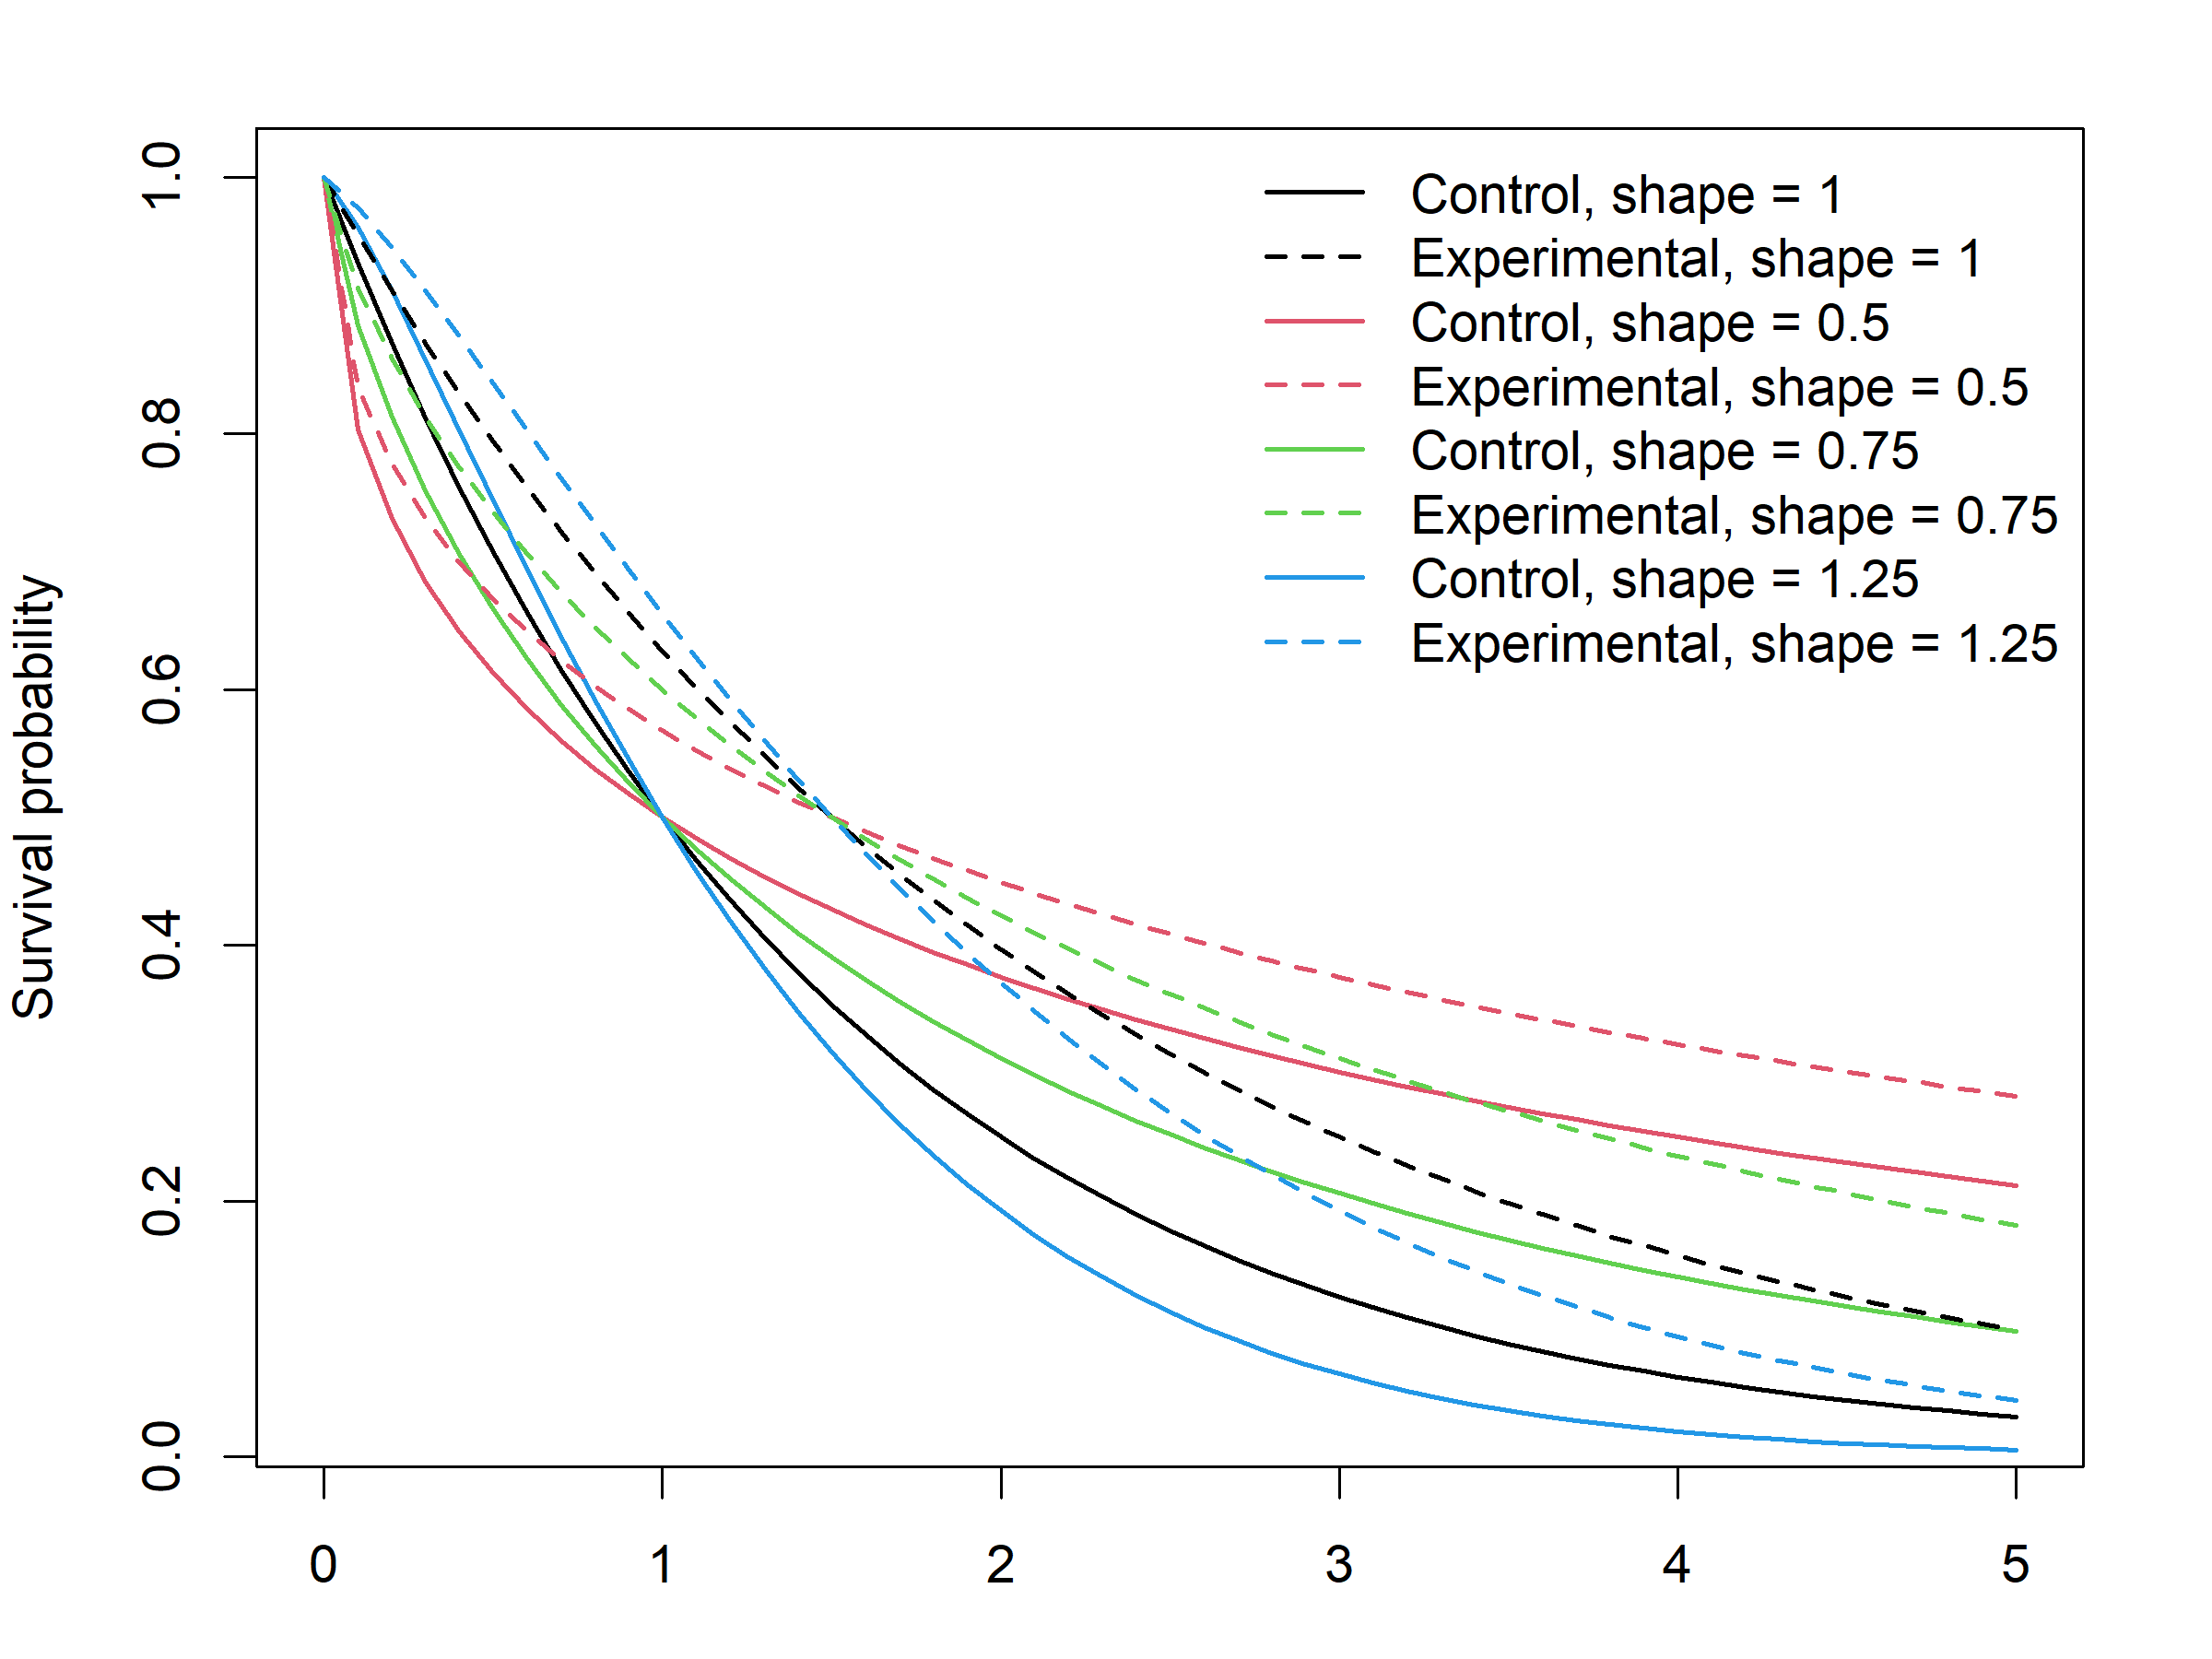 Control, shape = 1
Experimental, shape = 1
Control, shape = 0.5
Experimental, shape = 0.5
Control, shape = 0.75
Experimental, shape = 0.75
Control, shape = 1.25
Experimental, shape = 1.25
Survival probability
1.0
0.8
0.6
0.4
0.2
0.0
0 1 2 3 4 5